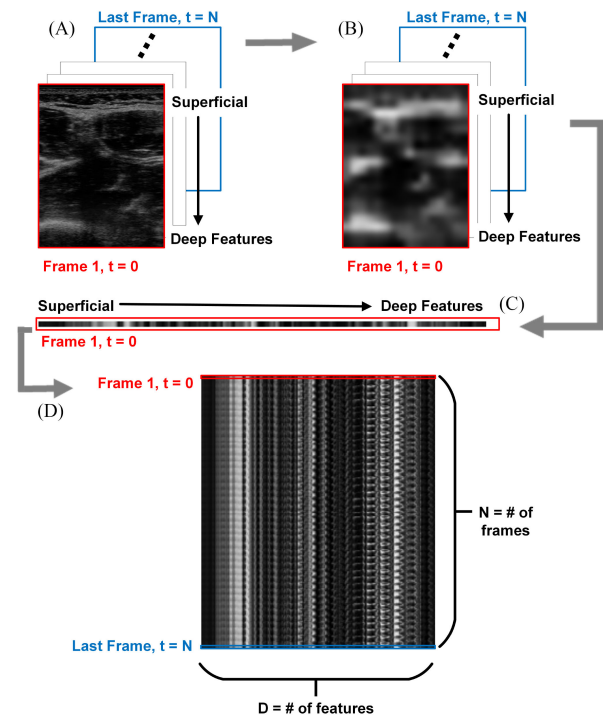 (A)
Last Frame, t = N
Superficial
Deep Features
Frame 1, t = 0
(B)
Last Frame, t = N
Superficial
Deep Features
Frame 1, t = 0
Superficial
Deep Features
(C)
Frame 1, t = 0
Frame 1, t = 0
(D)
N = # of
frames
Last Frame, t = N
D = # of features